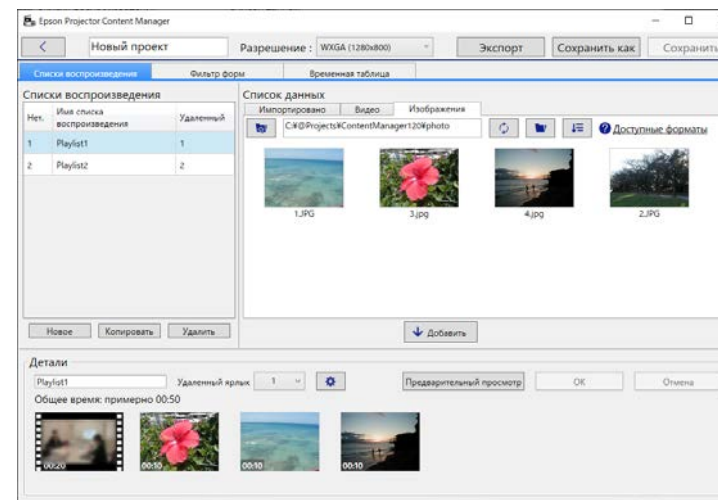 Epson Projector Content Manager
Новый проект
Разрешение : WXGA (1280x800)
Экспорт
Сохранить как
Сохранить
Списки воспроизведения
Фильтр форм
Временная таблица
Списки воспроизведения
Нет.
Имя списка
воспроизведения
Удаленный
1 Playlist1 1
2 Playlist2 2
Новое
Копировать
Удалить
Список данных
Импортировано
Видео
Изображения
C:¥@Projects¥ContentManager120¥photo
Доступные форматы
1.JPG
3.jpg
4.jpg
2.JPG
Добавить
Детали
Playlist1
Удаленный ярлык 1
Предварительный просмотр
OK
Отмена
Общее время: примерно 00:50
00:20
00:10
00:10
00:10